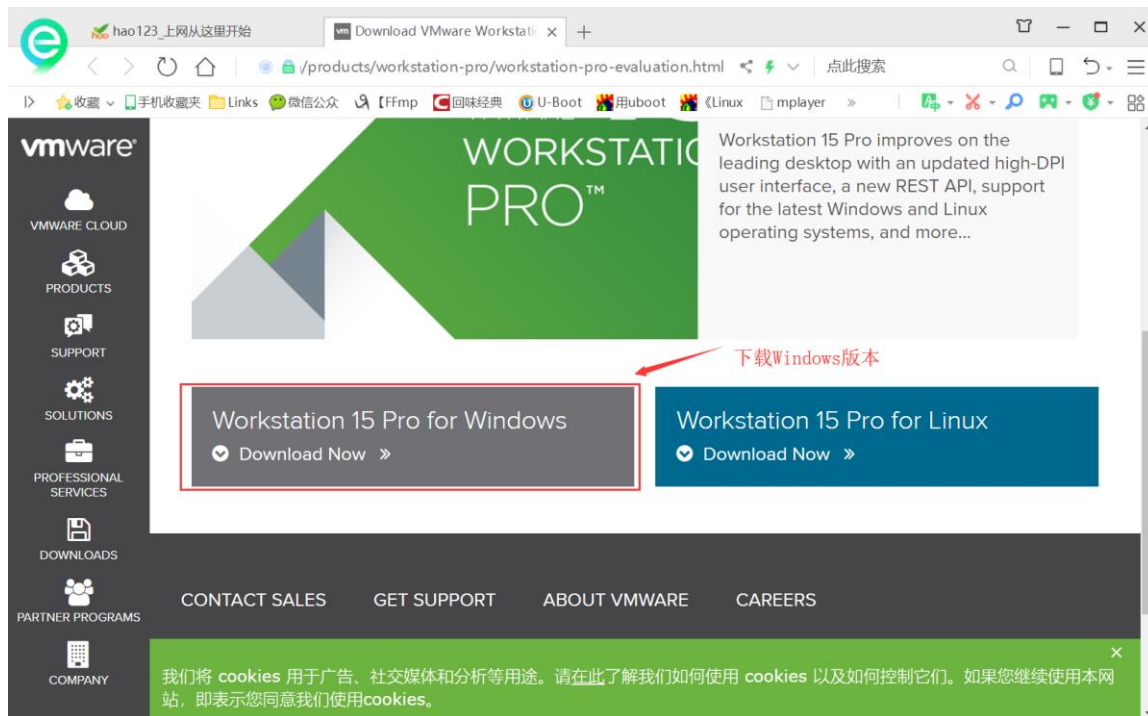 hao123_上网从这里开始
Download VMware Workstatic
/products/workstation-pro/workstation-pro-evaluation.html
点此搜索
收藏
手机收藏夹
Links
微信公众
【FFmp
回味经典
U-Boot
用uboot
《Linux
mplayer
vmware
VMWARE CLOUD
PRODUCTS
SUPPORT
SOLUTIONS
PROFESSIONAL
SERVICES
DOWNLOADS
PARTNER PROGRAMS
COMPANY
WORKSTATIO
PRO™
Workstation 15 Pro improves on the
leading desktop with an updated high-DPI
user interface, a new REST API, support
for the latest Windows and Linux
operating systems, and more...
下载Windows版本
Workstation 15 Pro for Windows
Download Now »
Workstation 15 Pro for Linux
Download Now »
CONTACT SALES
GET SUPPORT
ABOUT VMWARE
CAREERS
我们将 cookies 用于广告、社交媒体和分析等用途。请在此了解我们如何使用 cookies 以及如何控制它们。如果您继续使用本网
站，即表示您同意我们使用cookies。